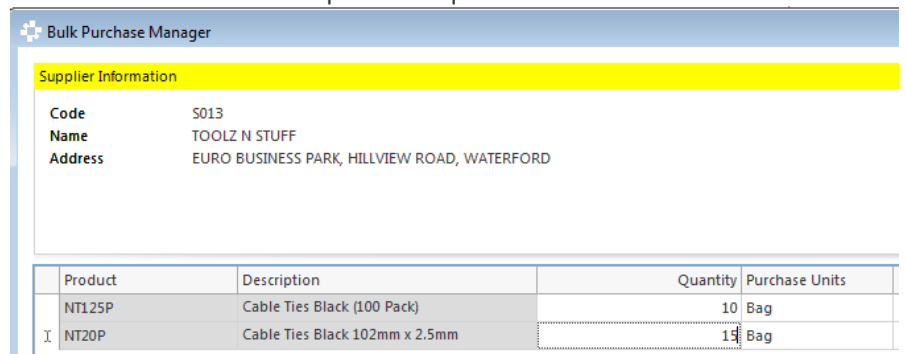 Bulk Purchase Manager
Supplier Information
Code S013
Name TOOLZ N STUFF
Address EURO BUSINESS PARK, HILLVIEW ROAD, WATERFORD
Product Description Quantity Purchase Units
NT125P Cable Ties Black (100 Pack) 10 Bag
NT20P Cable Ties Black 102mm x 2.5mm 15 Bag